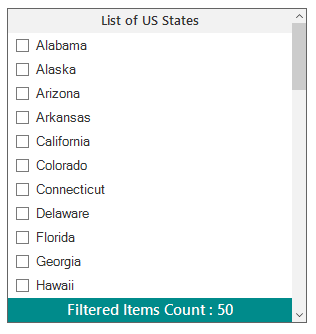 List of US States
Alabama
Alaska
Arizona
Arkansas
California
Colorado
Connecticut
Delaware
Florida
Georgia
Hawaii
Filtered Items Count : 50